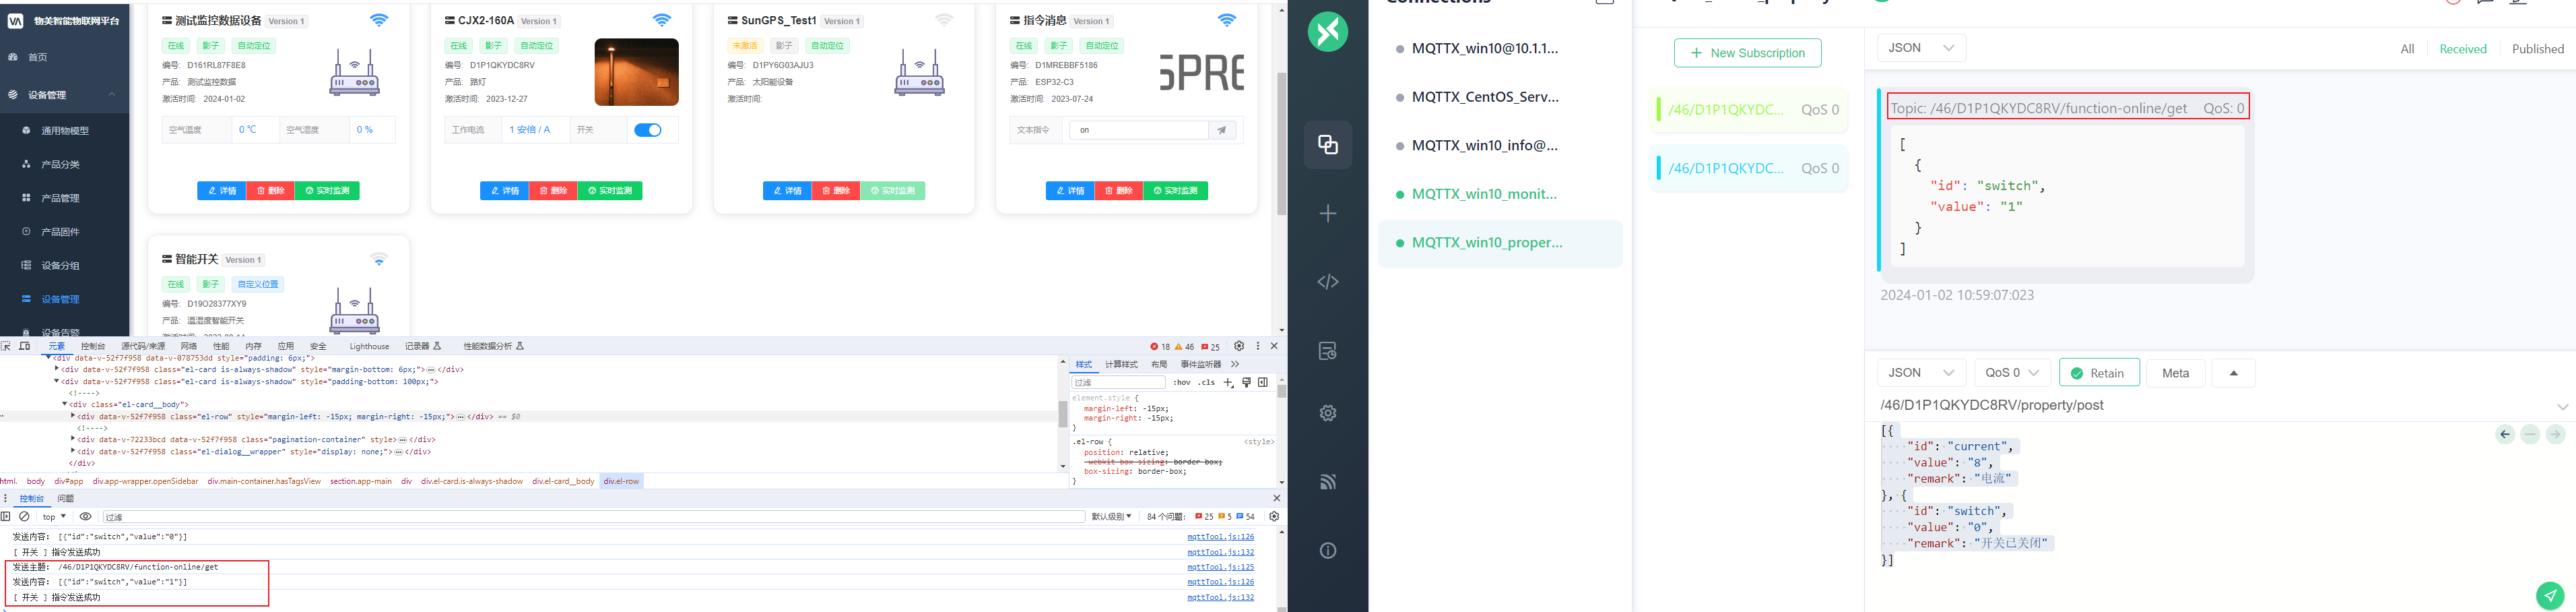 物美智能物联网平台
首页
设备管理
通用物模型
产品分类
产品管理
产品固件
设备分组
设备管理
设备告警
测试监控数据设备 Version 1
在线 影子 自动定位
编号: D161RL87F8E8
产品: 测试监控数据
激活时间: 2024-01-02
空气温度 0 ℃ 空气湿度 0 %
详情 删除 实时监测
CJX2-160A Version 1
在线 影子 自动定位
编号: D1P1QKYDC8RV
产品: 路灯
激活时间: 2023-12-27
工作电流 1 安倍 / A 开关
详情 删除 实时监测
SunGPS_Test1 Version 1
未激活 影子 自动定位
编号: D1PY6G03AJU3
产品: 太阳能设备
激活时间:
详情 删除 实时监测
指令消息 Version 1
在线 影子 自动定位
编号: D1MREBBF5186
产品: ESP32-C3
激活时间: 2023-07-24
文本指令 on
详情 删除 实时监测
智能开关 Version 1
在线 影子 自定义位置
编号: D19O28377XY9
产品: 温湿度智能开关
元素 控制台 源代码/来源 网络 性能 内存 应用 安全 Lighthouse 记录器 性能数据分析 18 46 25
<div data-v-52f7f958 data-v-078753dd style="padding: 6px;">
<div data-v-52f7f958 class="el-card is-always-shadow" style="margin-bottom: 6px;">…</div>
<div data-v-52f7f958 class="el-card is-always-shadow" style="padding-bottom: 100px;">
<!---->
<div class="el-card__body">
<div data-v-52f7f958 class="el-row" style="margin-left: -15px; margin-right: -15px;">…</div> == $0
<!---->
<div data-v-72233bcd data-v-52f7f958 class="pagination-container" style>…</div>
<div data-v-52f7f958 class="el-dialog__wrapper" style="display: none;">…</div>
</div>
html. body div#app div.app-wrapper.openSidebar div.main-container.hasTagsView section.app-main div div.el-card.is-always-shadow div.el-card__body div.el-row
样式 计算样式 布局 事件监听器
过滤 :hov .cls
element.style {
margin-left: -15px;
margin-right: -15px;
}
.el-row { <style>
position: relative;
-webkit-box-sizing: border-box;
box-sizing: border-box;
}
控制台 问题
top 过滤 默认级别 84 个问题: 25 5 54
发送内容: [{"id":"switch","value":"0"}] mqttTool.js:126
[ 开关 ] 指令发送成功 mqttTool.js:132
发送主题: /46/D1P1QKYDC8RV/function-online/get mqttTool.js:125
发送内容: [{"id":"switch","value":"1"}] mqttTool.js:126
[ 开关 ] 指令发送成功 mqttTool.js:132
MQTTX_win10@10.1.1...
MQTTX_CentOS_Serv...
MQTTX_win10_info@...
MQTTX_win10_monit...
MQTTX_win10_proper...
New Subscription
/46/D1P1QKYDC... QoS 0
/46/D1P1QKYDC... QoS 0
JSON All Received Published
Topic: /46/D1P1QKYDC8RV/function-online/get QoS: 0
[
{
"id": "switch",
"value": "1"
}
]
2024-01-02 10:59:07:023
JSON QoS 0 Retain Meta
/46/D1P1QKYDC8RV/property/post
[{
"id": "current",
"value": "8",
"remark": "电流"
}, {
"id": "switch",
"value": "0",
"remark": "开关已关闭"
}]